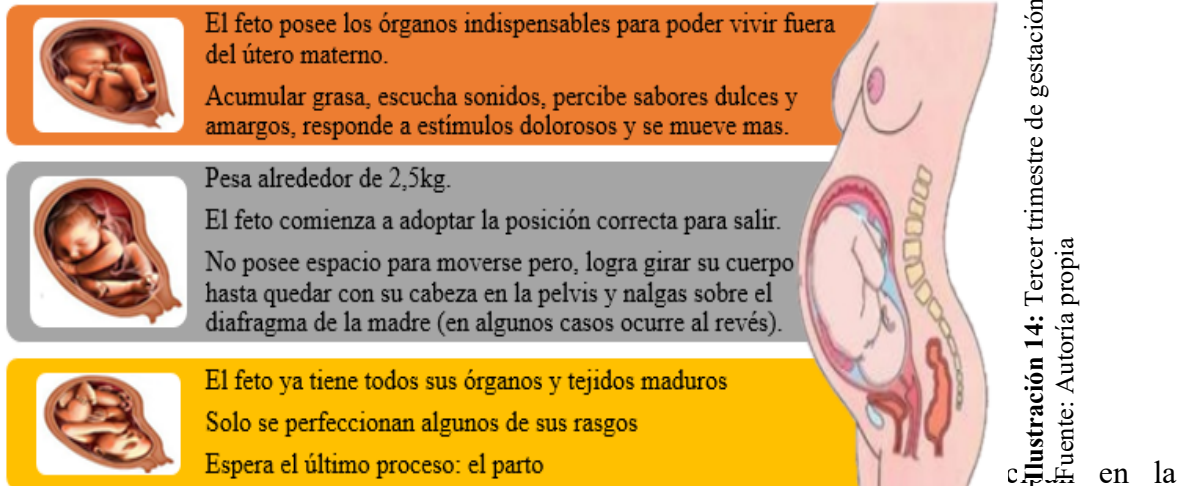 El feto posee los órganos indispensables para poder vivir fuera
del útero materno.
Acumular grasa, escucha sonidos, percibe sabores dulces y
amargos, responde a estímulos dolorosos y se mueve mas.
Pesa alrededor de 2,5kg.
El feto comienza a adoptar la posición correcta para salir.
No posee espacio para moverse pero, logra girar su cuerpo
hasta quedar con su cabeza en la pelvis y nalgas sobre el
diafragma de la madre (en algunos casos ocurre al revés).
El feto ya tiene todos sus órganos y tejidos maduros
Solo se perfeccionan algunos de sus rasgos
Espera el último proceso: el parto
Ilustración 14: Tercer trimestre de gestación
Fuente: Autoría propia
en la